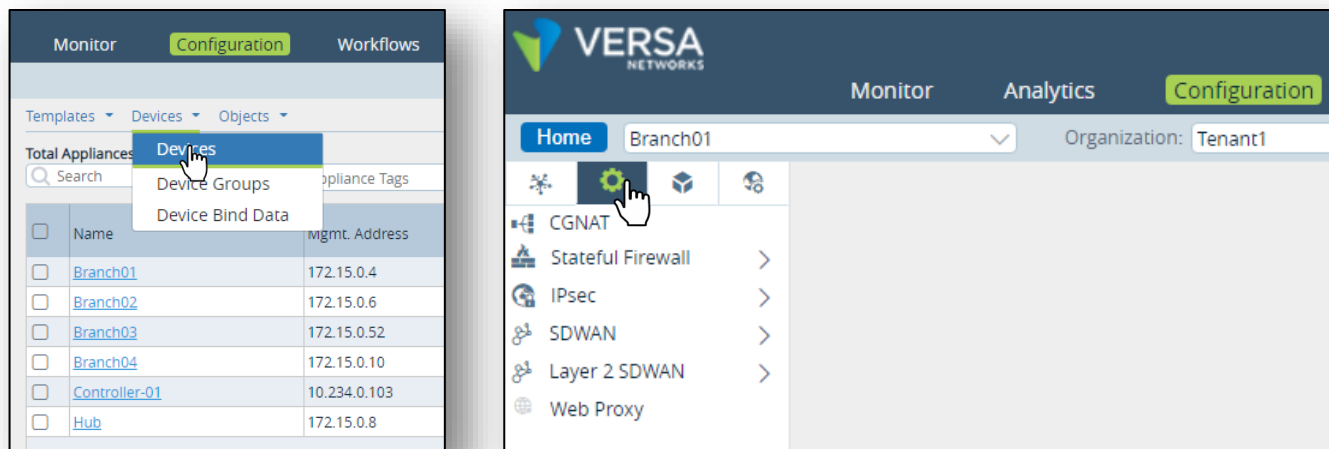 Monitor Configuration Workflows
Templates Devices Objects
Total Appliances
Devices
Search
Appliance Tags
Device Groups
Device Bind Data
Name Mgmt. Address
Branch01 172.15.0.4
Branch02 172.15.0.6
Branch03 172.15.0.52
Branch04 172.15.0.10
Controller-01 10.234.0.103
Hub 172.15.0.8
VERSA
NETWORKS
Monitor Analytics Configuration
Home Branch01 Organization: Tenant1
CGNAT
Stateful Firewall
IPsec
SDWAN
Layer 2 SDWAN
Web Proxy